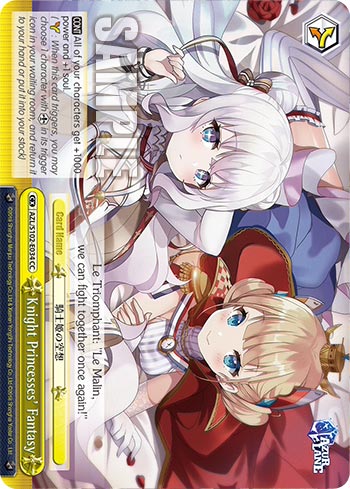 [CONT] All of your characters get +1000
power and +1 soul.
: When this card triggers, you may
choose 1 character with in its trigger
icon in your waiting room, and return it
to your hand or put it into your stock)
SAMPLE
Le Triomphant: "Le Malin,
we can fight together once again!"
AZUR
LANE
CC
AZL/S102-E034 CC
Card Name
騎士姫の空想
Knight Princesses' Fantasy